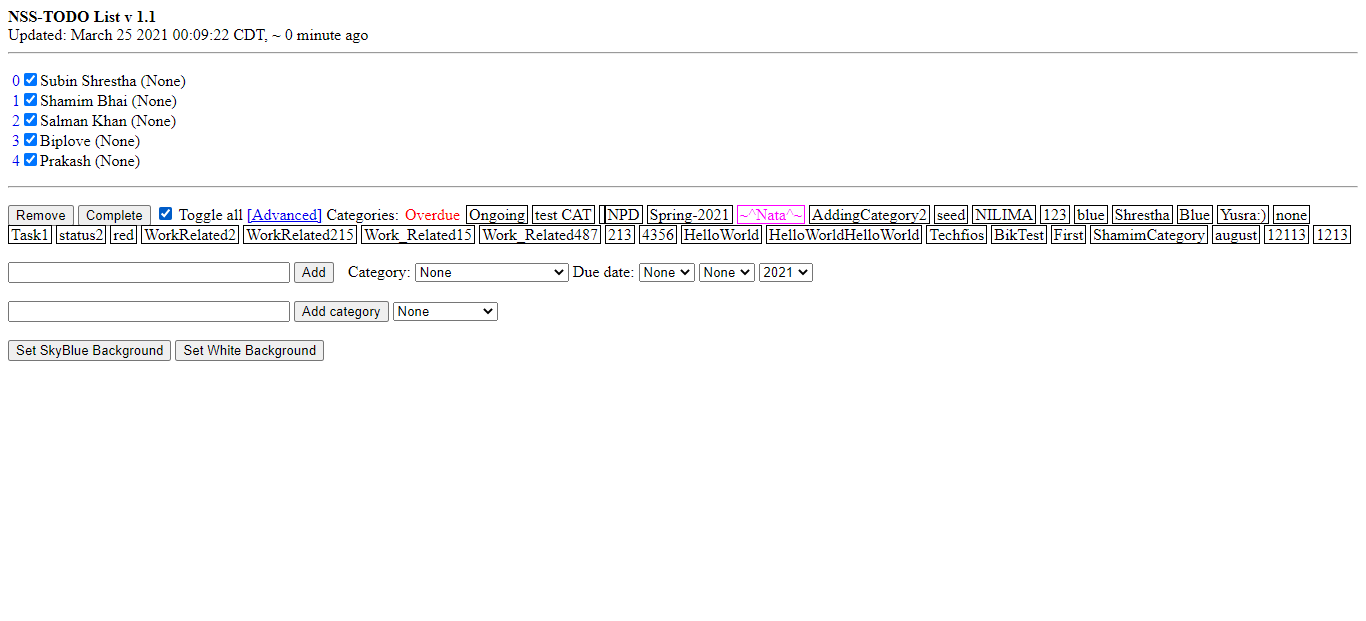 NSS-TODO List v 1.1
Updated: March 25 2021 00:09:22 CDT, ~ 0 minute ago
0 Subin Shrestha (None)
1 Shamim Bhai (None)
2 Salman Khan (None)
3 Biplove (None)
4 Prakash (None)
Remove Complete Toggle all [Advanced] Categories: Overdue Ongoing test CAT NPD Spring-2021 ~^Nata^~ AddingCategory2 seed NILIMA 123 blue Shrestha Blue Yusra:) none
Task1 status2 red WorkRelated2 WorkRelated215 Work_Related15 Work_Related487 213 4356 HelloWorld HelloWorldHelloWorld Techfios BikTest First ShamimCategory august 12113 1213
Add Category: None Due date: None None 2021
Add category None
Set SkyBlue Background Set White Background